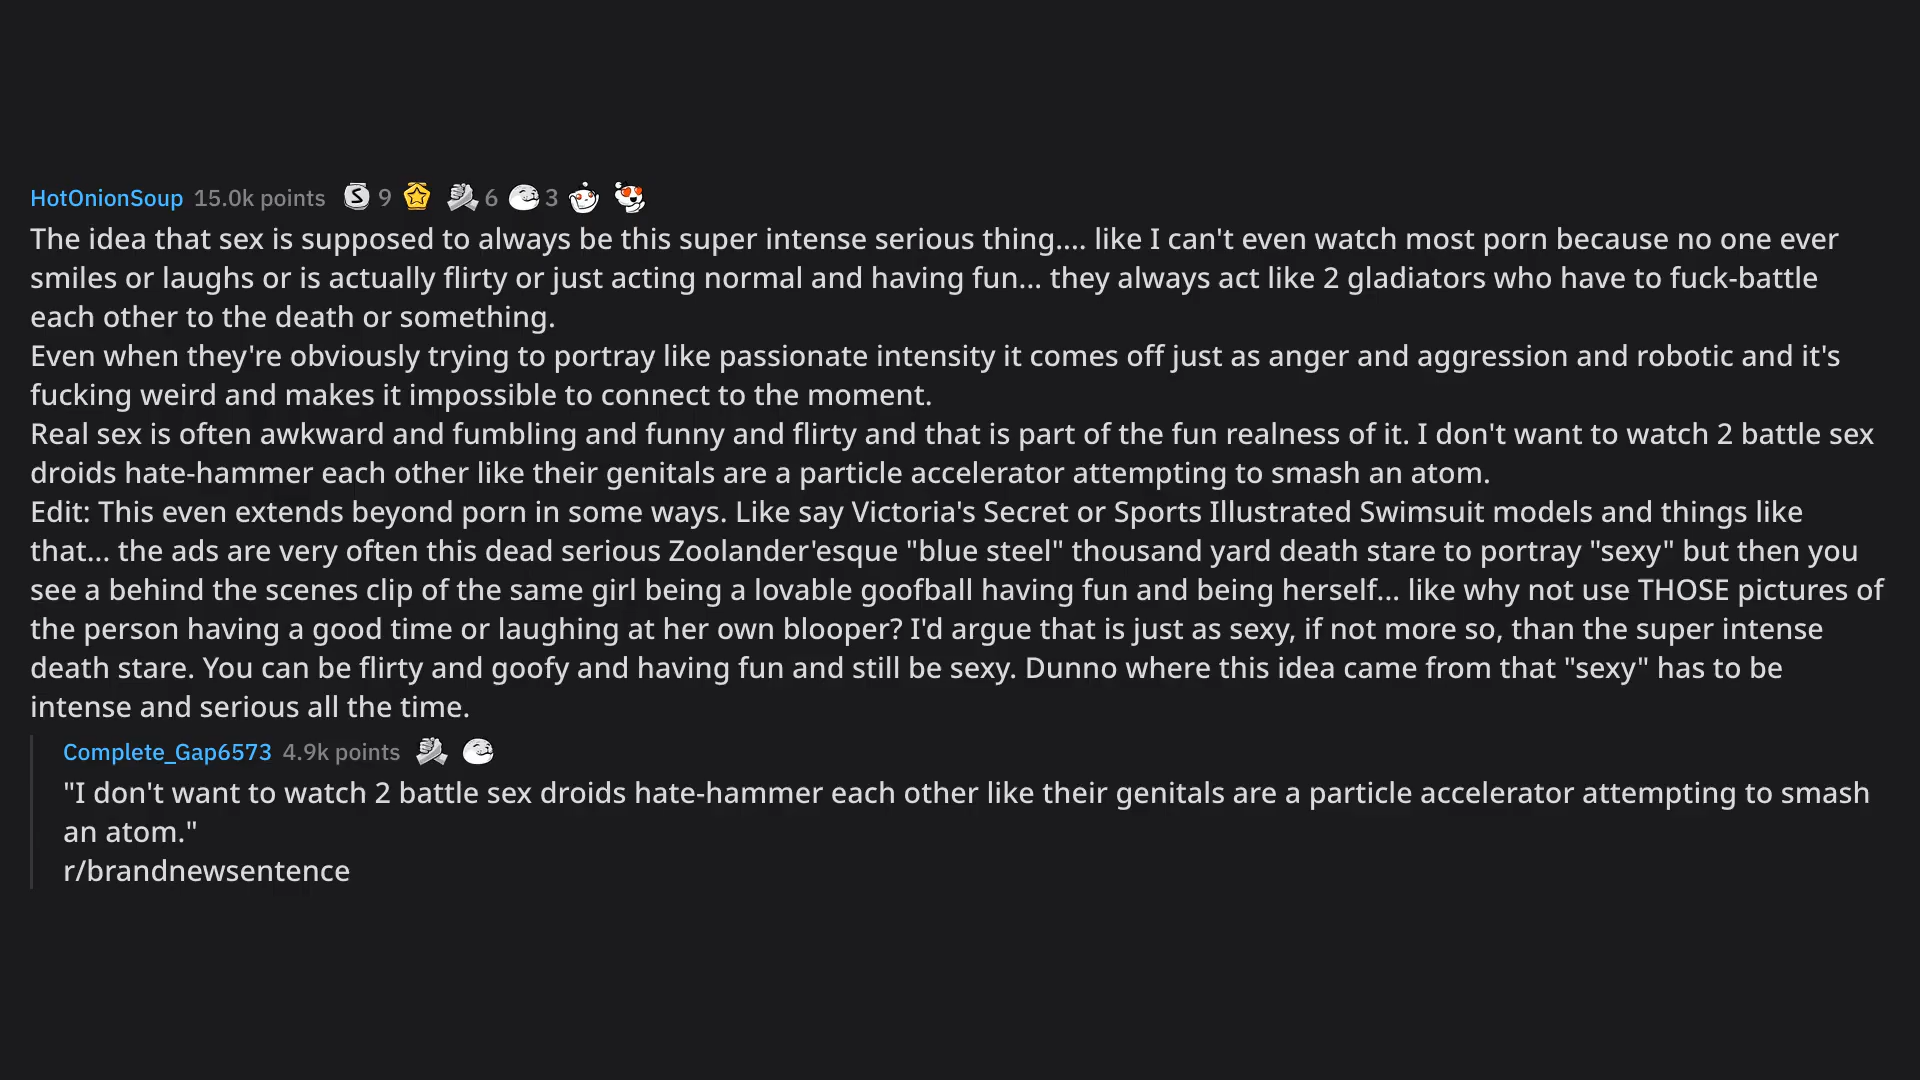 HotOnionSoup 15.0k points S 9 6 3
The idea that sex is supposed to always be this super intense serious thing.... like I can't even watch most porn because no one ever
smiles or laughs or is actually flirty or just acting normal and having fun... they always act like 2 gladiators who have to fuck-battle
each other to the death or something.
Even when they're obviously trying to portray like passionate intensity it comes off just as anger and aggression and robotic and it's
fucking weird and makes it impossible to connect to the moment.
Real sex is often awkward and fumbling and funny and flirty and that is part of the fun realness of it. I don't want to watch 2 battle sex
droids hate-hammer each other like their genitals are a particle accelerator attempting to smash an atom.
Edit: This even extends beyond porn in some ways. Like say Victoria's Secret or Sports Illustrated Swimsuit models and things like
that... the ads are very often this dead serious Zoolander'esque "blue steel" thousand yard death stare to portray "sexy" but then you
see a behind the scenes clip of the same girl being a lovable goofball having fun and being herself... like why not use THOSE pictures of
the person having a good time or laughing at her own blooper? I'd argue that is just as sexy, if not more so, than the super intense
death stare. You can be flirty and goofy and having fun and still be sexy. Dunno where this idea came from that "sexy" has to be
intense and serious all the time.
Complete_Gap6573 4.9k points
"I don't want to watch 2 battle sex droids hate-hammer each other like their genitals are a particle accelerator attempting to smash
an atom."
r/brandnewsentence